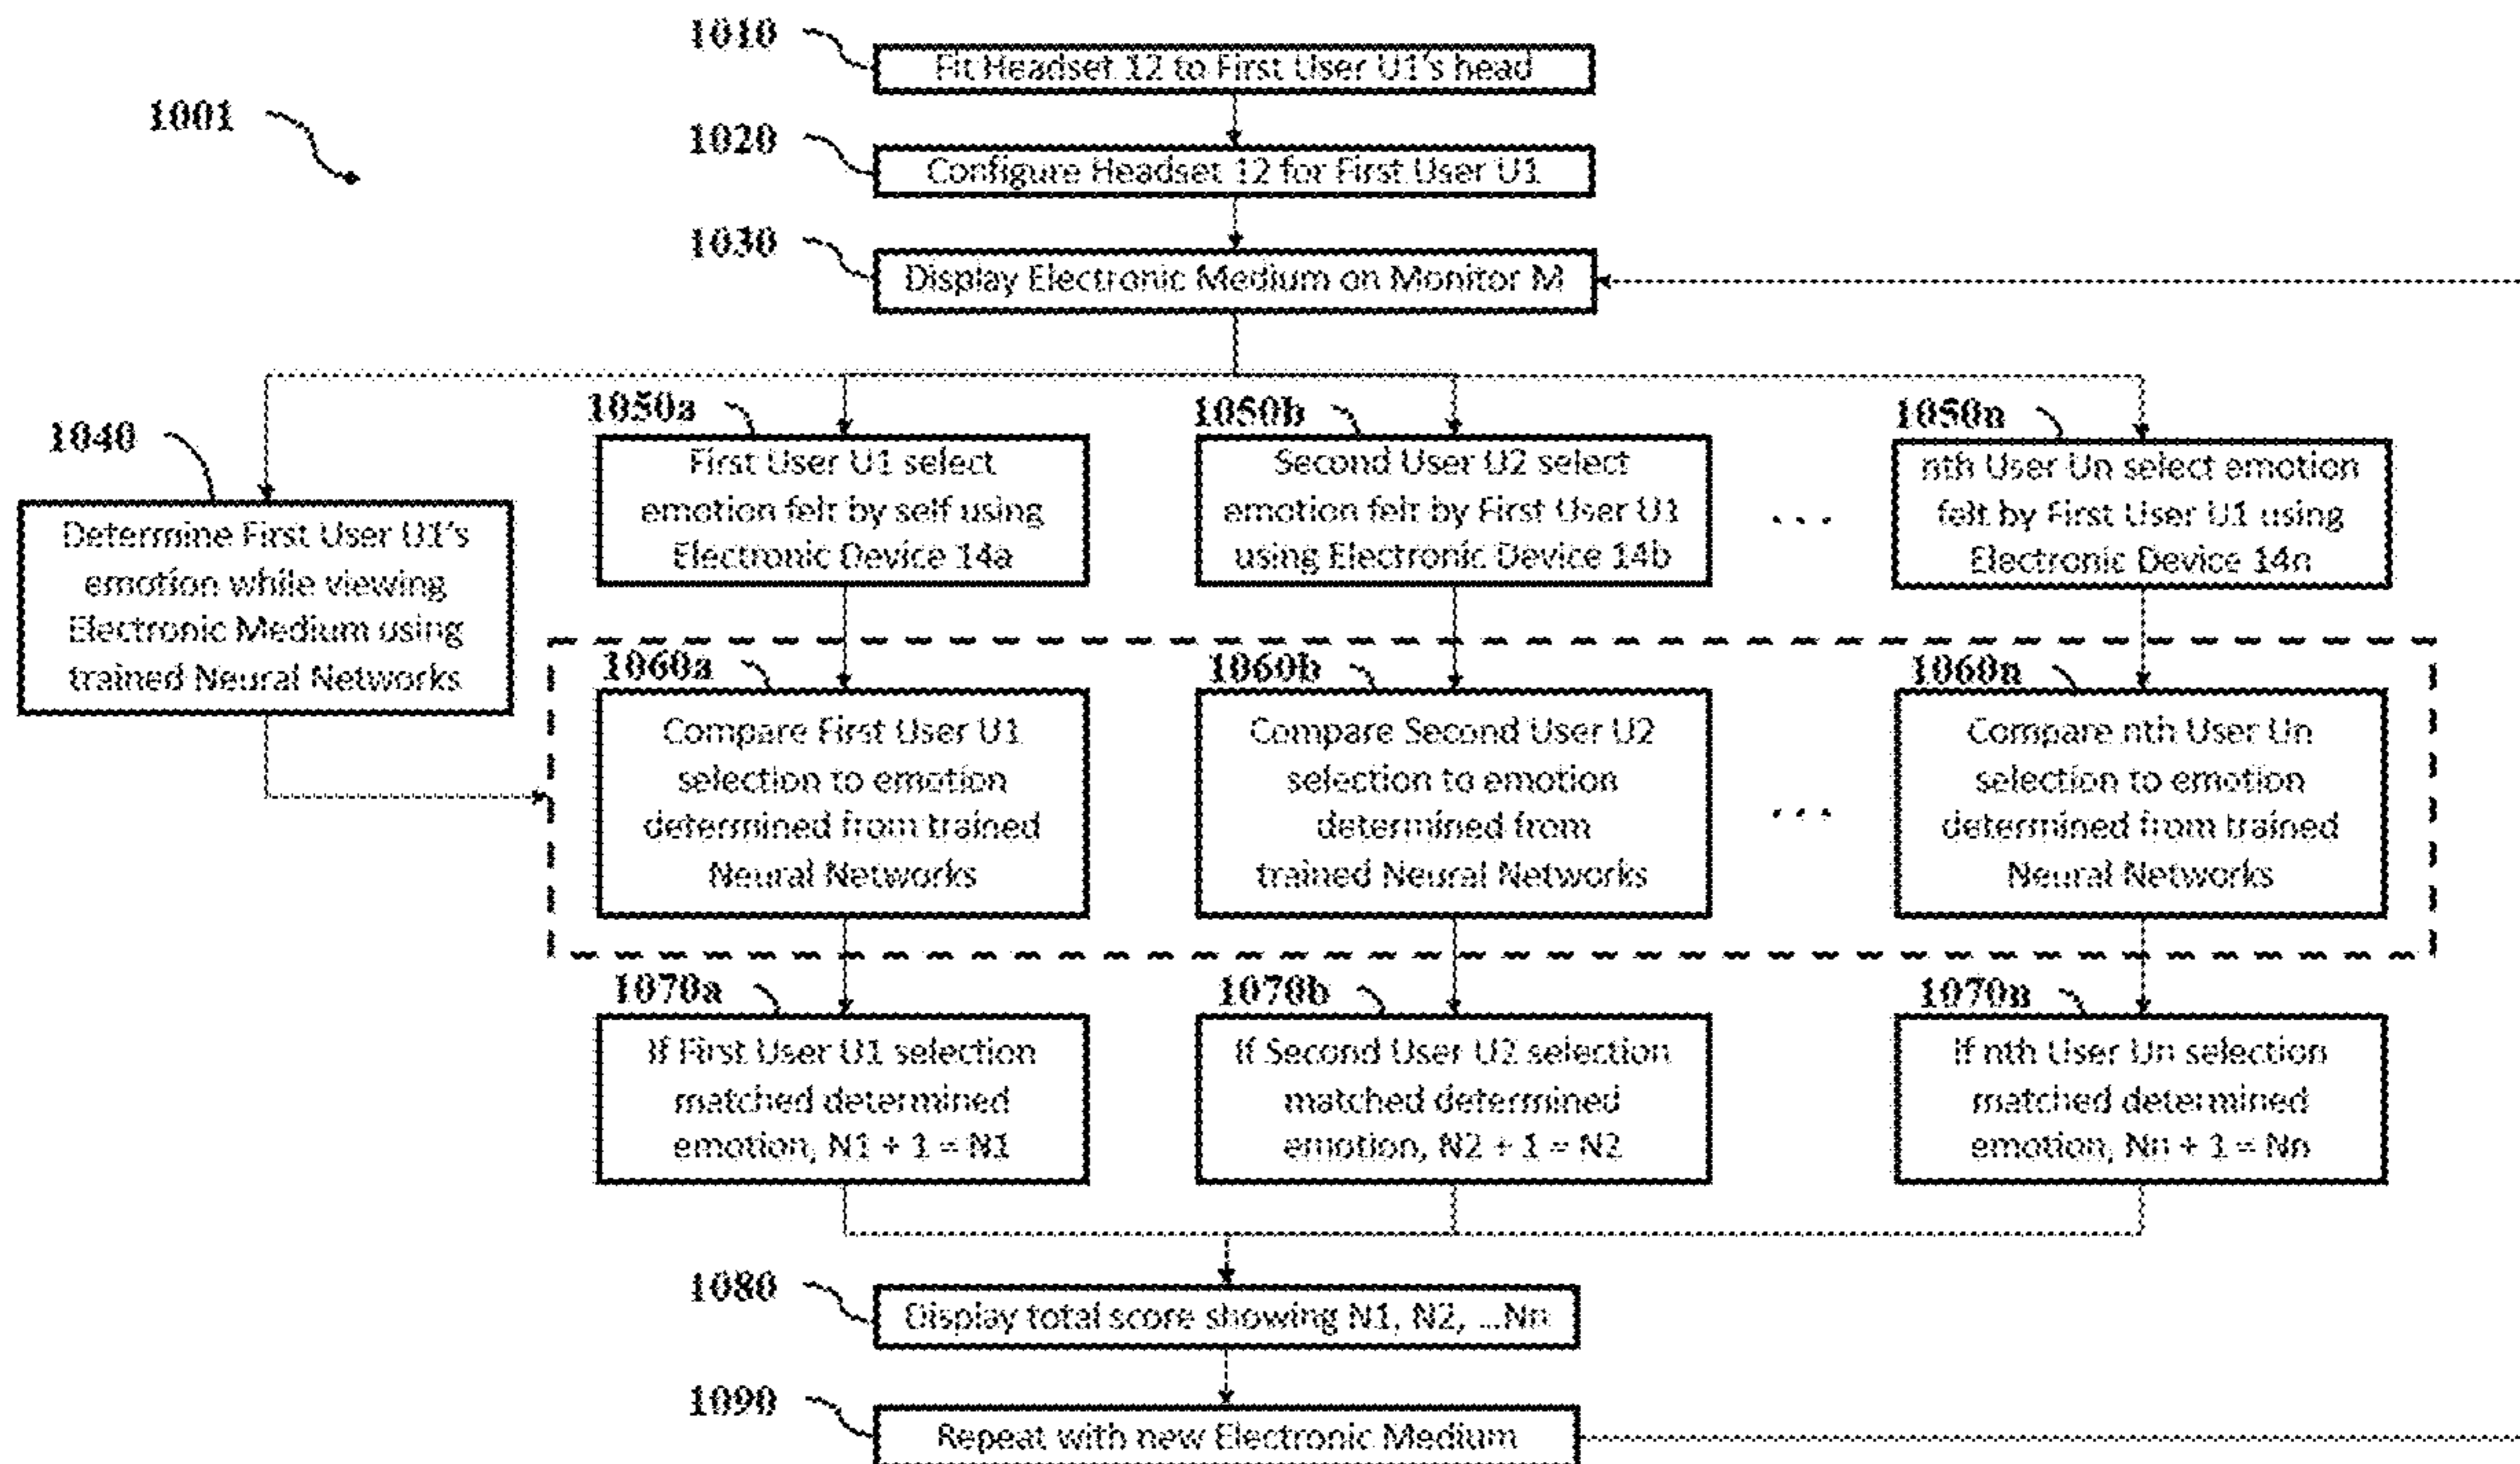 1010
Fit Headset 12 to First User U1's head
1001
1020
Configure Headset 12 for First User U1
1030
Display Electronic Medium on Monitor M
1040
Determine First User U1's
emotion while viewing
Electronic Medium using
trained Neural Networks
1050a
First User U1 select
emotion felt by self using
Electronic Device 14a
1050b
Second User U2 select
emotion felt by First User U1
using Electronic Device 14b
. . .
1050n
nth User Un select emotion
felt by First User U1 using
Electronic Device 14n
1060a
Compare First User U1
selection to emotion
determined from trained
Neural Networks
1060b
Compare Second User U2
selection to emotion
determined from
trained Neural Networks
. . .
1060n
Compare nth User Un
selection to emotion
determined from trained
Neural Networks
1070a
If First User U1 selection
matched determined
emotion, N1 + 1 = N1
1070b
If Second User U2 selection
matched determined
emotion, N2 + 1 = N2
1070n
If nth User Un selection
matched determined
emotion, Nn + 1 = Nn
1080
Display total score showing N1, N2, ...Nn
1090
Repeat with new Electronic Medium